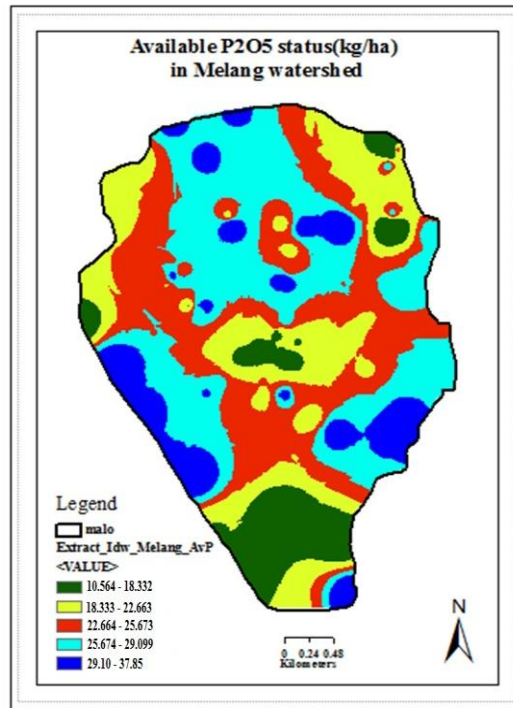 Available P2O5 status(kg/ha)
in Melang watershed
Legend
malo
Extract_Idw_Melang_AvP
<VALUE>
10.564 - 18.332
18.333 - 22.663
22.664 - 25.673
25.674 - 29.099
29.10 - 37.85
N
0 0.24 0.48
Kilometers